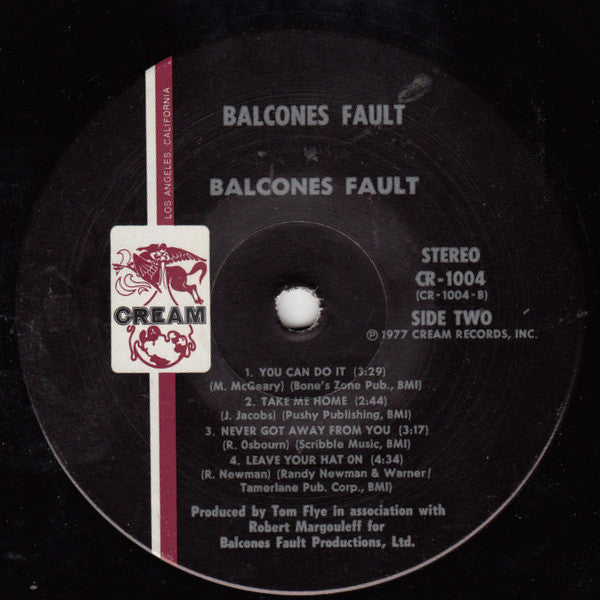 LOS ANGELES, CALIFORNIA
BALCONES FAULT
BALCONES FAULT
CREAM
STEREO
CR-1004
(CR-1004-B)
SIDE TWO
℗ 1977 CREAM RECORDS, INC.
1. YOU CAN DO IT (3:29)
(M. McGeary) (Bone's Zone Pub., BMI)
2. TAKE ME HOME (2:44)
(J. Jacobs) (Pushy Publishing, BMI)
3. NEVER GOT AWAY FROM YOU (3:17)
(R. Osbourn) (Scribble Music, BMI)
4. LEAVE YOUR HAT ON (4:34)
(R. Newman) (Randy Newman & Warner/
Tamerlane Pub. Corp., BMI)
Produced by Tom Flye in association with
Robert Margouleff for
Balcones Fault Productions, Ltd.